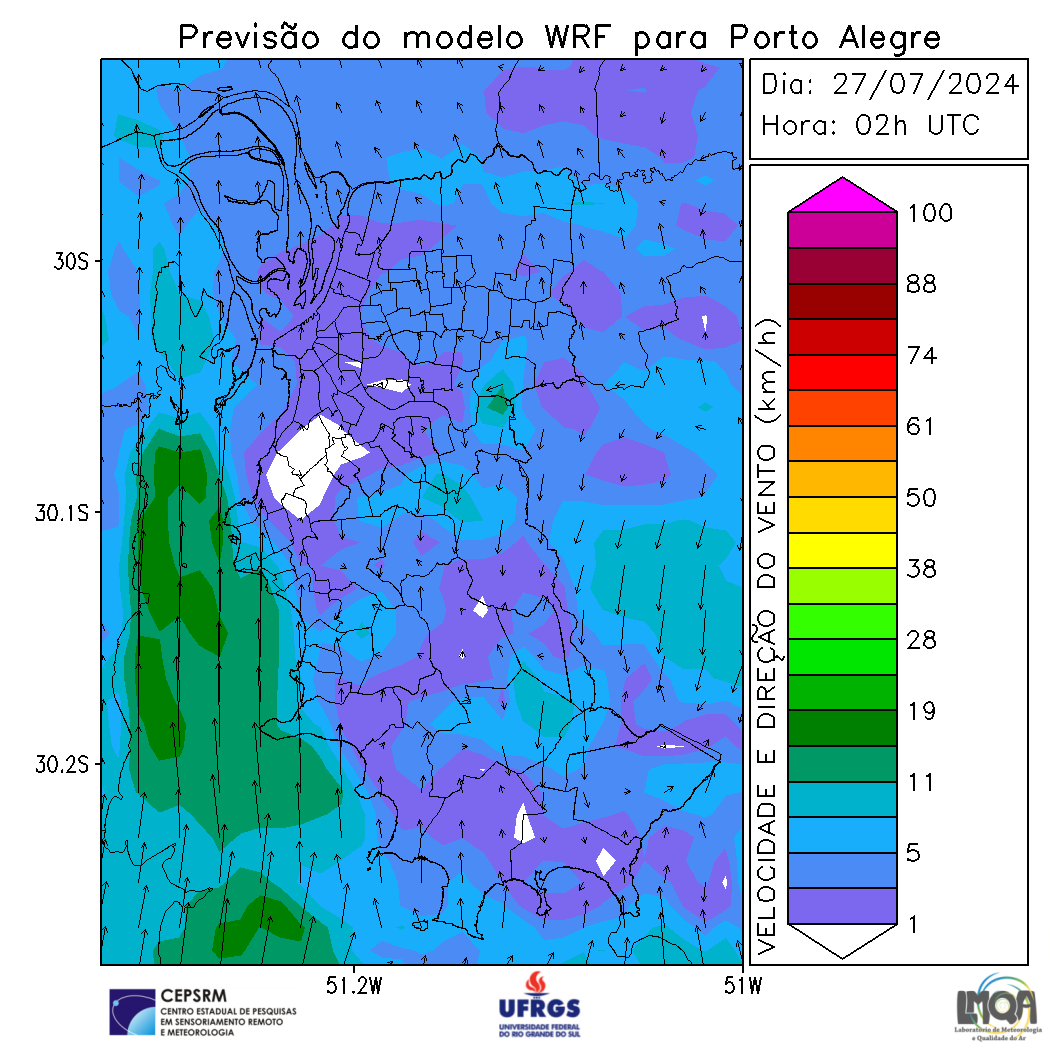 Previsão do modelo WRF para Porto Alegre
Dia: 27/07/2024
Hora: 02h UTC
100
88
74
61
50
38
28
19
11
5
1
VELOCIDADE E DIREÇÃO DO VENTO (km/h)
30S
30.1S
30.2S
51.2W
51W
CEPSRM
CENTRO ESTADUAL DE PESQUISAS
EM SENSORIAMENTO REMOTO
E METEOROLOGIA
UFRGS
UNIVERSIDADE FEDERAL
DO RIO GRANDE DO SUL
LMQA
Laboratório de Meteorologia
e Qualidade do Ar